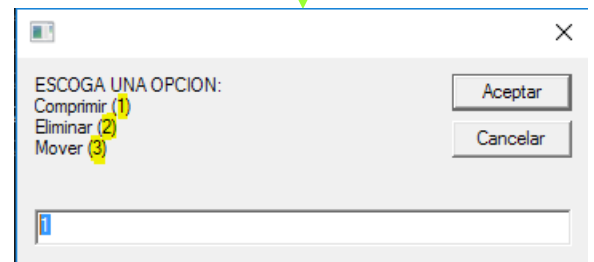 ESCOGA UNA OPCION:
Comprimir (1)
Eliminar (2)
Mover (3)
Aceptar
Cancelar
1